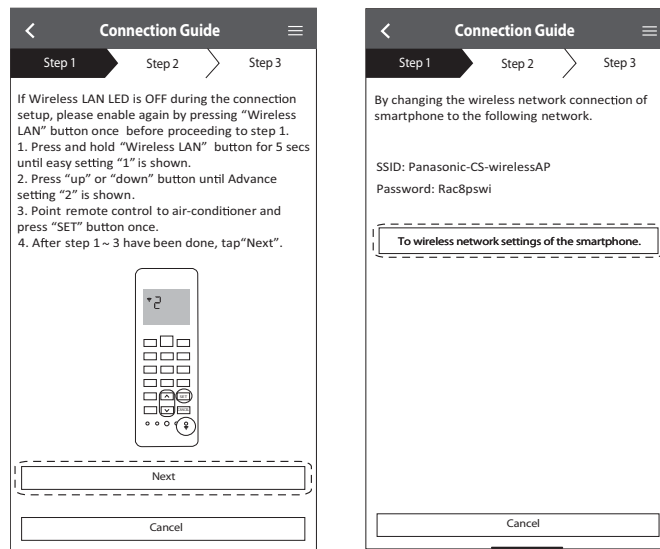 Connection Guide
Step 1 Step 2 Step 3
If Wireless LAN LED is OFF during the connection
setup, please enable again by pressing "Wireless
LAN" button once before proceeding to step 1.
1. Press and hold "Wireless LAN" button for 5 secs
until easy setting "1" is shown.
2. Press "up" or "down" button until Advance
setting "2" is shown.
3. Point remote control to air-conditioner and
press "SET" button once.
4. After step 1 ~ 3 have been done, tap"Next".
2
Next
Cancel
Connection Guide
Step 1 Step 2 Step 3
By changing the wireless network connection of
smartphone to the following network.
SSID: Panasonic-CS-wirelessAP
Password: Rac8pswi
To wireless network settings of the smartphone.
Cancel